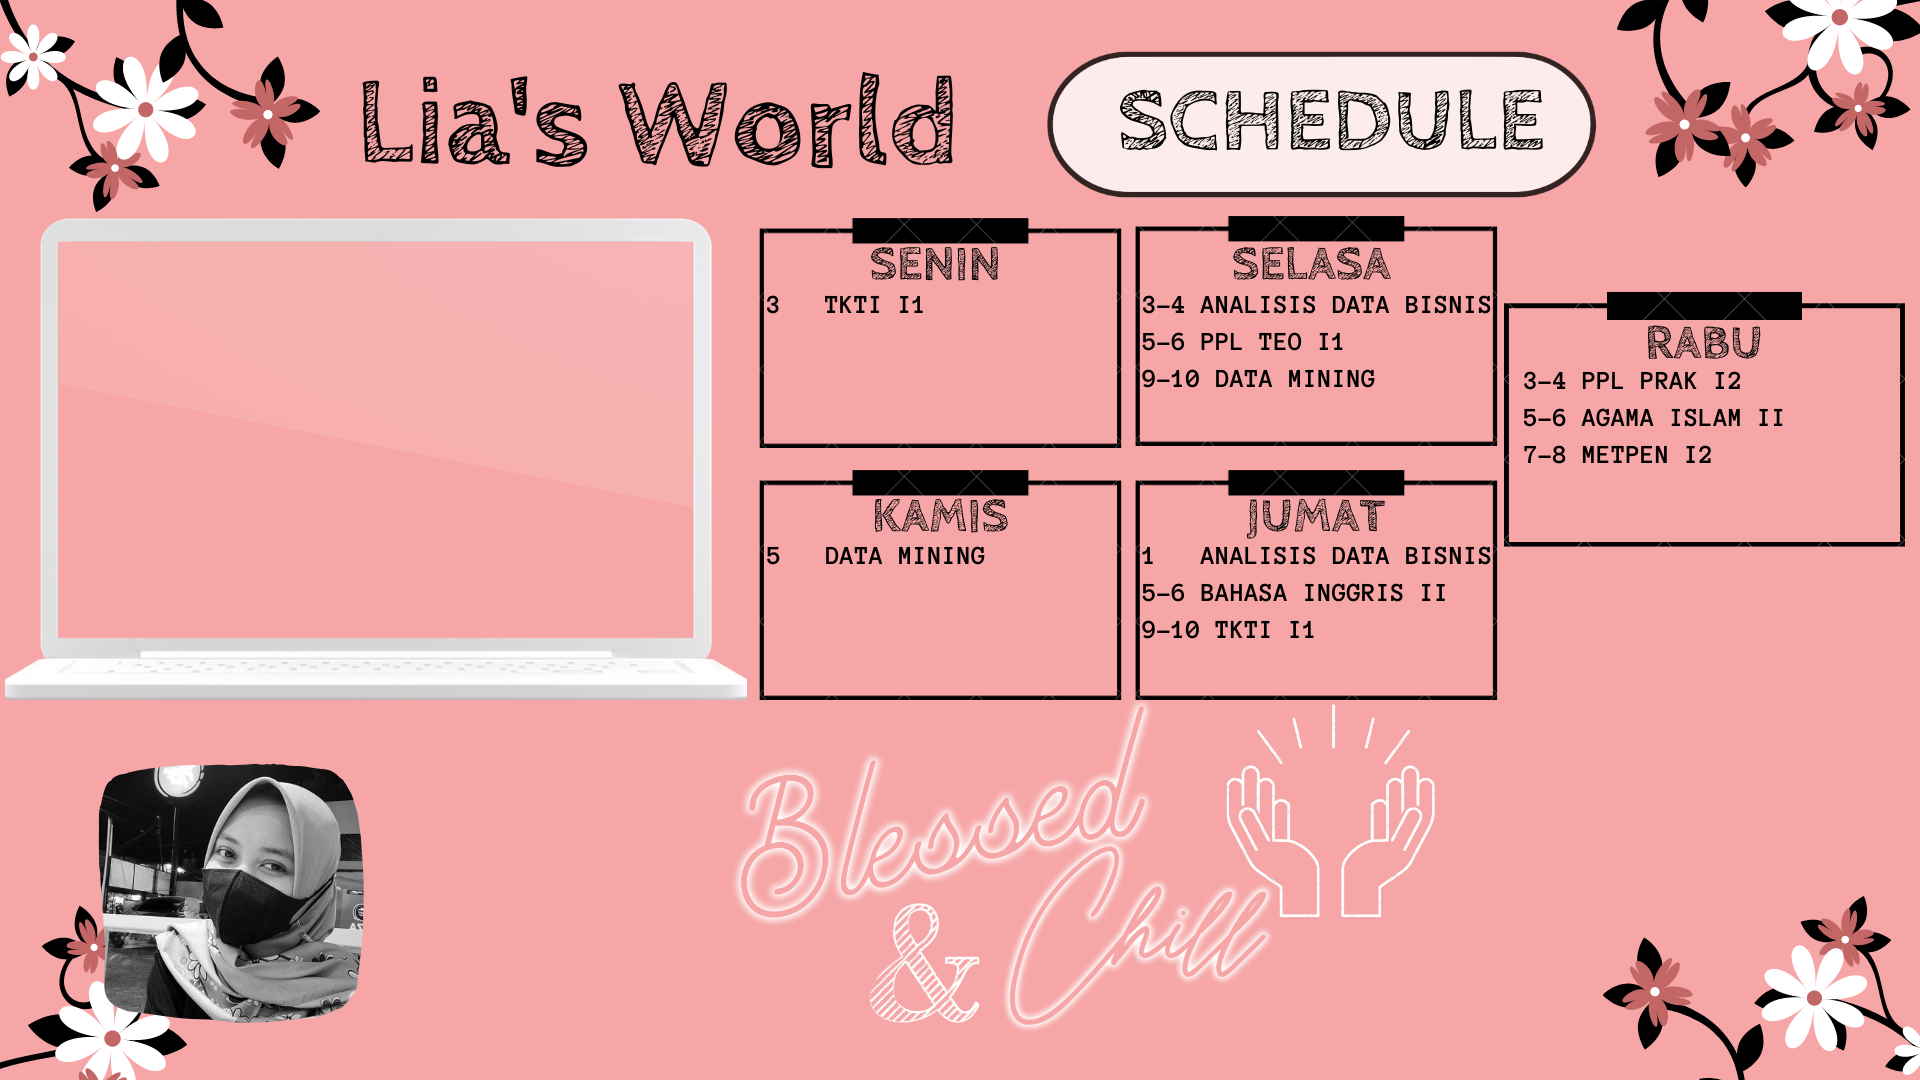 Lia's World
SCHEDULE
SENIN
3 TKTI I1
SELASA
3-4 ANALISIS DATA BISNIS
5-6 PPL TEO I1
9-10 DATA MINING
RABU
3-4 PPL PRAK I2
5-6 AGAMA ISLAM II
7-8 METPEN I2
KAMIS
5 DATA MINING
JUMAT
1 ANALISIS DATA BISNIS
5-6 BAHASA INGGRIS II
9-10 TKTI I1
Blessed
& Chill